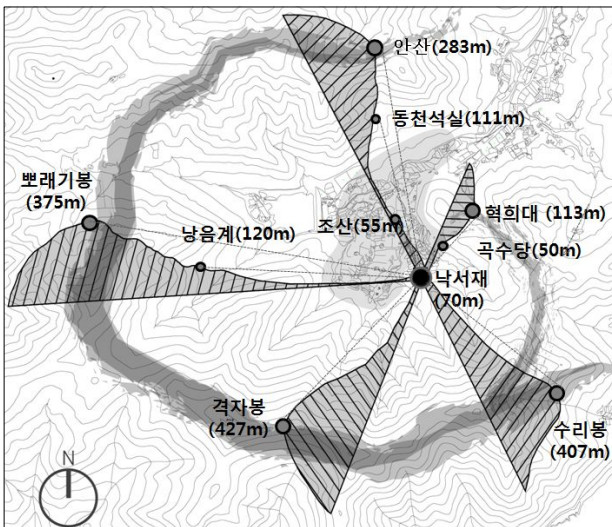 안산(283m)
동천석실(111m)
뽀래기봉
(375m)
낭음계(120m)
조산(55m)
혁희대 (113m)
곡수당(50m)
낙서재
(70m)
격자봉
(427m)
수리봉
(407m)
N